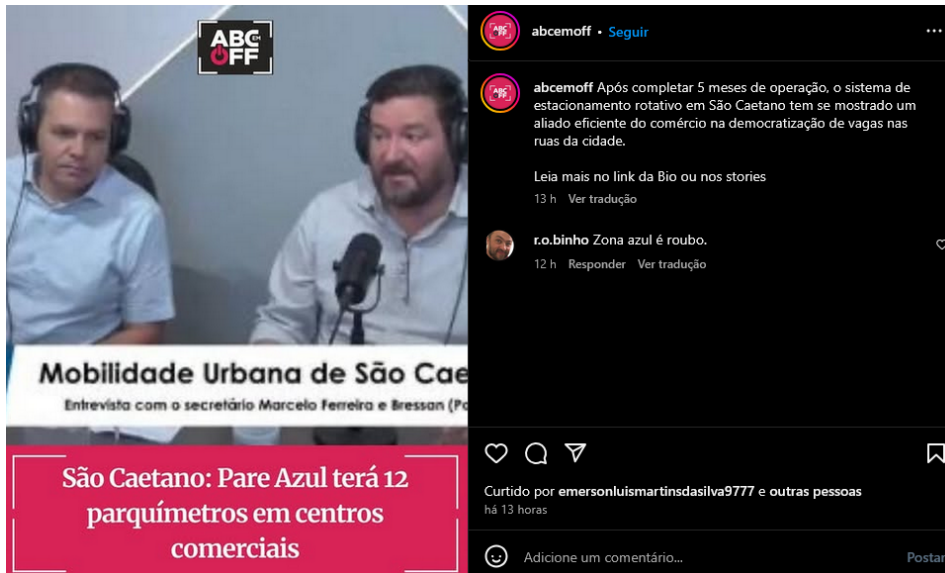 ABC EM
OFF
Mobilidade Urbana de São Cae
Entrevista com o secretário Marcelo Ferreira e Bressan (Pa
São Caetano: Pare Azul terá 12
parquímetros em centros
comerciais
abcemoff • Seguir
abcemoff Após completar 5 meses de operação, o sistema de
estacionamento rotativo em São Caetano tem se mostrado um
aliado eficiente do comércio na democratização de vagas nas
ruas da cidade.
Leia mais no link da Bio ou nos stories
13 h Ver tradução
r.o.binho Zona azul é roubo.
12 h Responder Ver tradução
Curtido por emersonluismartinsdasilva9777 e outras pessoas
há 13 horas
Adicione um comentário...
Postar